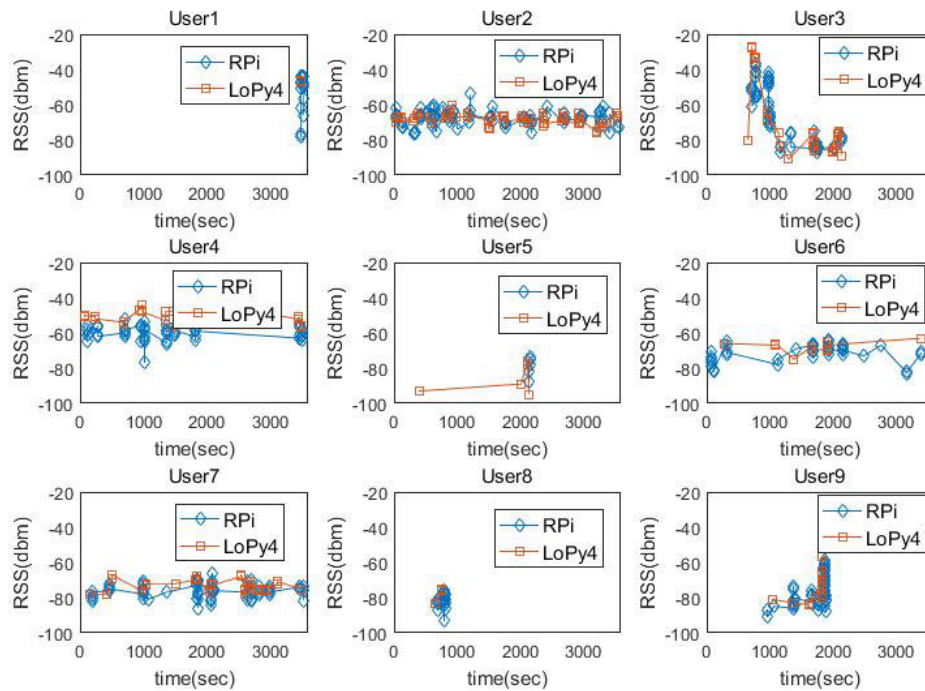 User1 User2 User3
-20 -20 -20
RPi RPi RPi
-40 -40 -40
LoPy4 LoPy4 LoPy4
-60 -60 -60
-80 -80 -80
-100 -100 -100
RSS(dbm) RSS(dbm) RSS(dbm)
0 1000 2000 3000 0 1000 2000 3000 0 1000 2000 3000
time(sec) time(sec) time(sec)
User4 User5 User6
-20 -20 -20
RPi RPi RPi
-40 -40 -40
LoPy4 LoPy4 LoPy4
-60 -60 -60
-80 -80 -80
-100 -100 -100
RSS(dbm) RSS(dbm) RSS(dbm)
0 1000 2000 3000 0 1000 2000 3000 0 1000 2000 3000
time(sec) time(sec) time(sec)
User7 User8 User9
-20 -20 -20
RPi RPi RPi
-40 -40 -40
LoPy4 LoPy4 LoPy4
-60 -60 -60
-80 -80 -80
-100 -100 -100
RSS(dbm) RSS(dbm) RSS(dbm)
0 1000 2000 3000 0 1000 2000 3000 0 1000 2000 3000
time(sec) time(sec) time(sec)